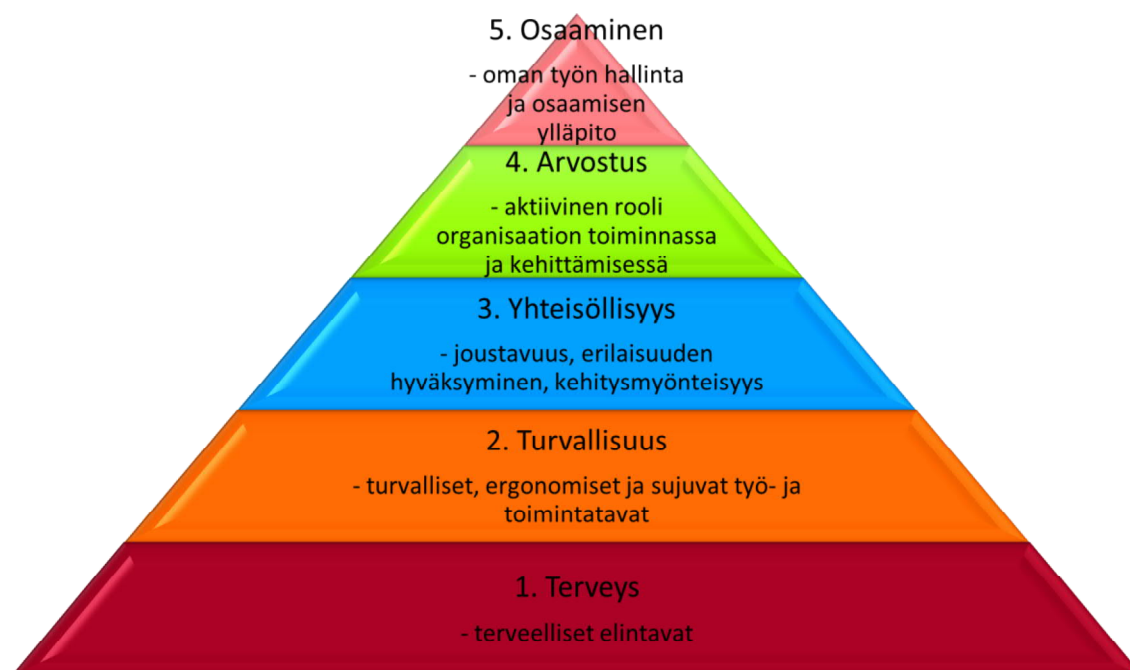 5. Osaaminen
- oman työn hallinta
ja osaamisen
ylläpito
4. Arvostus
- aktiivinen rooli
organisaation toiminnassa
ja kehittämisessä
3. Yhteisöllisyys
- joustavuus, erilaisuuden
hyväksyminen, kehitysmyönteisyys
2. Turvallisuus
- turvalliset, ergonomiset ja sujuvat työ- ja
toimintatavat
1. Terveys
- terveelliset elintavat